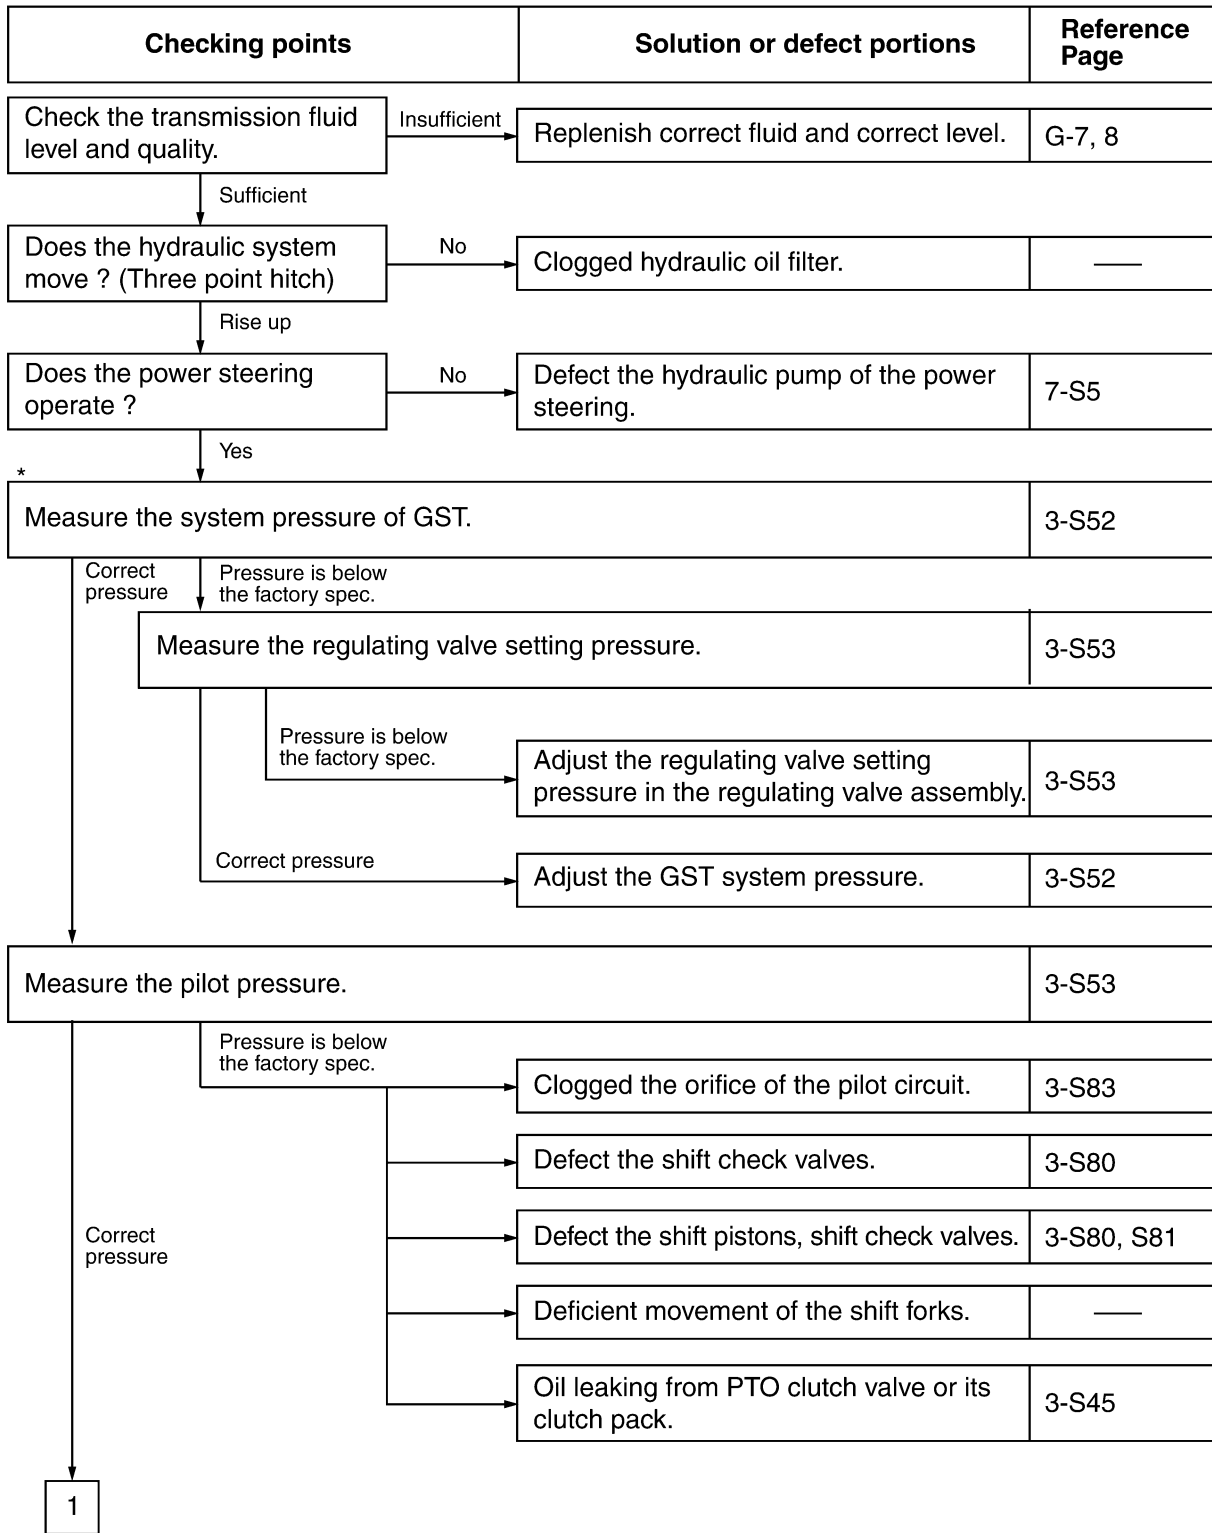 Checking points
Solution or defect portions
Reference
Page
Check the transmission fluid
level and quality.
Insufficient
Replenish correct fluid and correct level.
G-7, 8
Sufficient
Does the hydraulic system
move ? (Three point hitch)
No
Clogged hydraulic oil filter.
——
Rise up
Does the power steering
operate ?
No
Defect the hydraulic pump of the power
steering.
7-S5
Yes
*
Measure the system pressure of GST.
3-S52
Correct
pressure
Pressure is below
the factory spec.
Measure the regulating valve setting pressure.
3-S53
Pressure is below
the factory spec.
Adjust the regulating valve setting
pressure in the regulating valve assembly.
3-S53
Correct pressure
Adjust the GST system pressure.
3-S52
Measure the pilot pressure.
3-S53
Pressure is below
the factory spec.
Clogged the orifice of the pilot circuit.
3-S83
Defect the shift check valves.
3-S80
Correct
pressure
Defect the shift pistons, shift check valves.
3-S80, S81
Deficient movement of the shift forks.
——
Oil leaking from PTO clutch valve or its
clutch pack.
3-S45
1